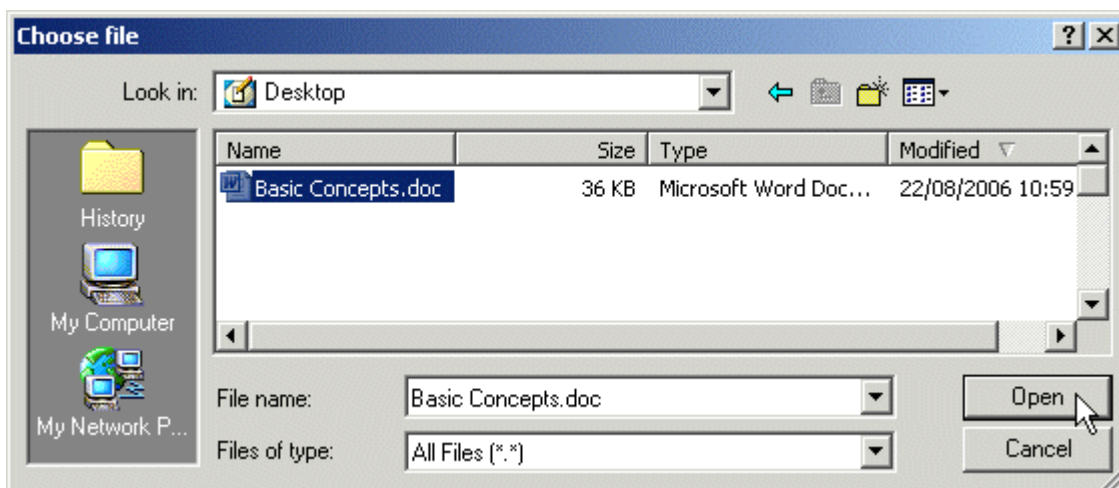 Choose file
Look in: Desktop
Name Size Type Modified
Basic Concepts.doc 36 KB Microsoft Word Doc... 22/08/2006 10:59
History
My Computer
My Network P...
File name: Basic Concepts.doc Open
Files of type: All Files (*.*) Cancel